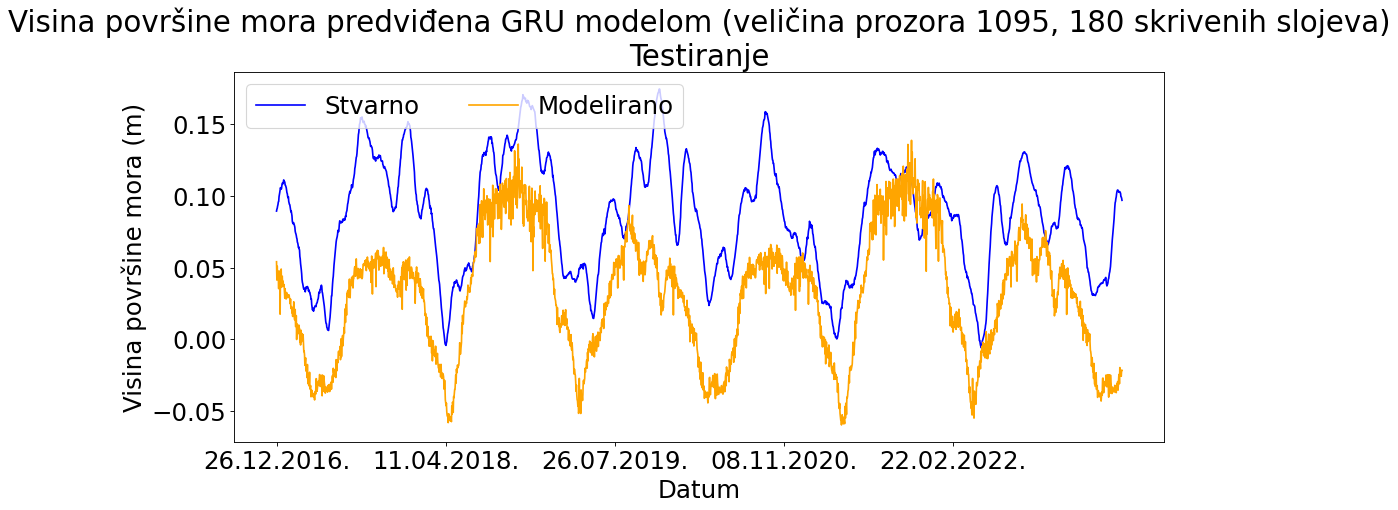 Visina površine mora predviđena GRU modelom (veličina prozora 1095, 180 skrivenih slojeva)
Testiranje
Stvarno
Modelirano
Visina površine mora (m)
0.15
0.10
0.05
0.00
−0.05
26.12.2016.
11.04.2018.
26.07.2019.
08.11.2020.
22.02.2022.
Datum